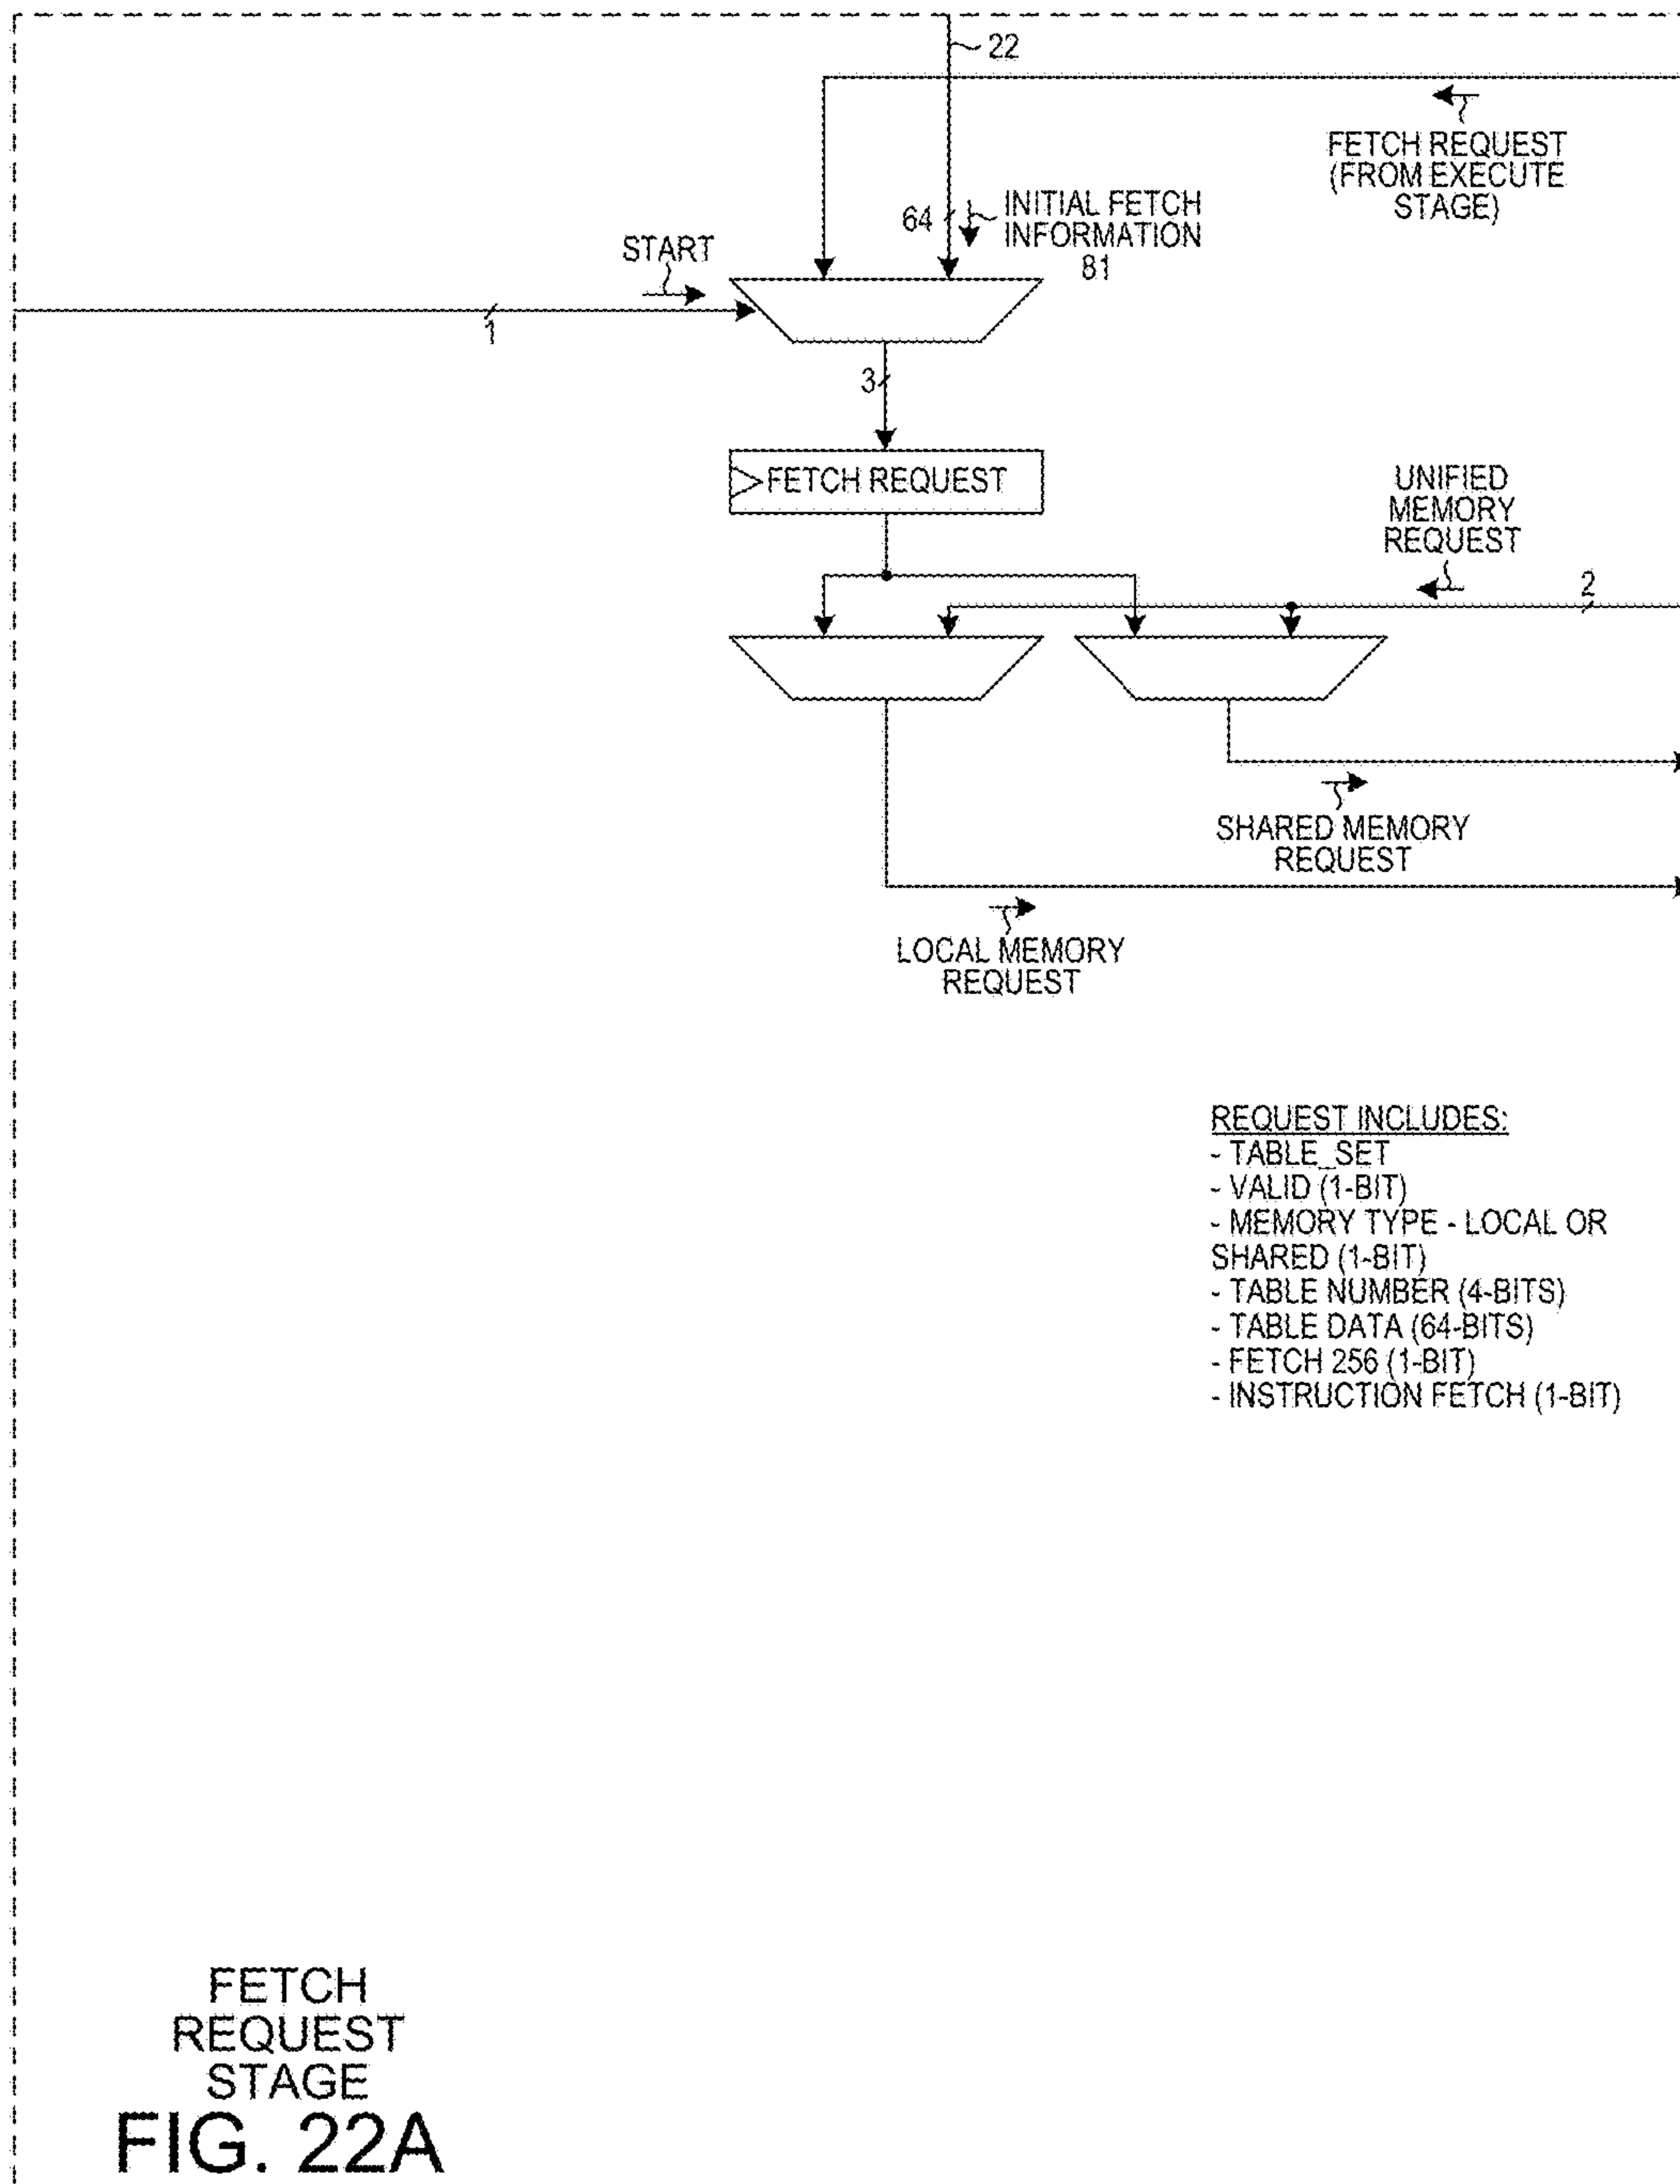 22
FETCH REQUEST
(FROM EXECUTE
STAGE)
64
INITIAL FETCH
INFORMATION
81
START
1
3
FETCH REQUEST
UNIFIED
MEMORY
REQUEST
2
SHARED MEMORY
REQUEST
LOCAL MEMORY
REQUEST
REQUEST INCLUDES:
- TABLE_SET
- VALID (1-BIT)
- MEMORY TYPE - LOCAL OR
SHARED (1-BIT)
- TABLE NUMBER (4-BITS)
- TABLE DATA (64-BITS)
- FETCH 256 (1-BIT)
- INSTRUCTION FETCH (1-BIT)
FETCH
REQUEST
STAGE
FIG. 22A